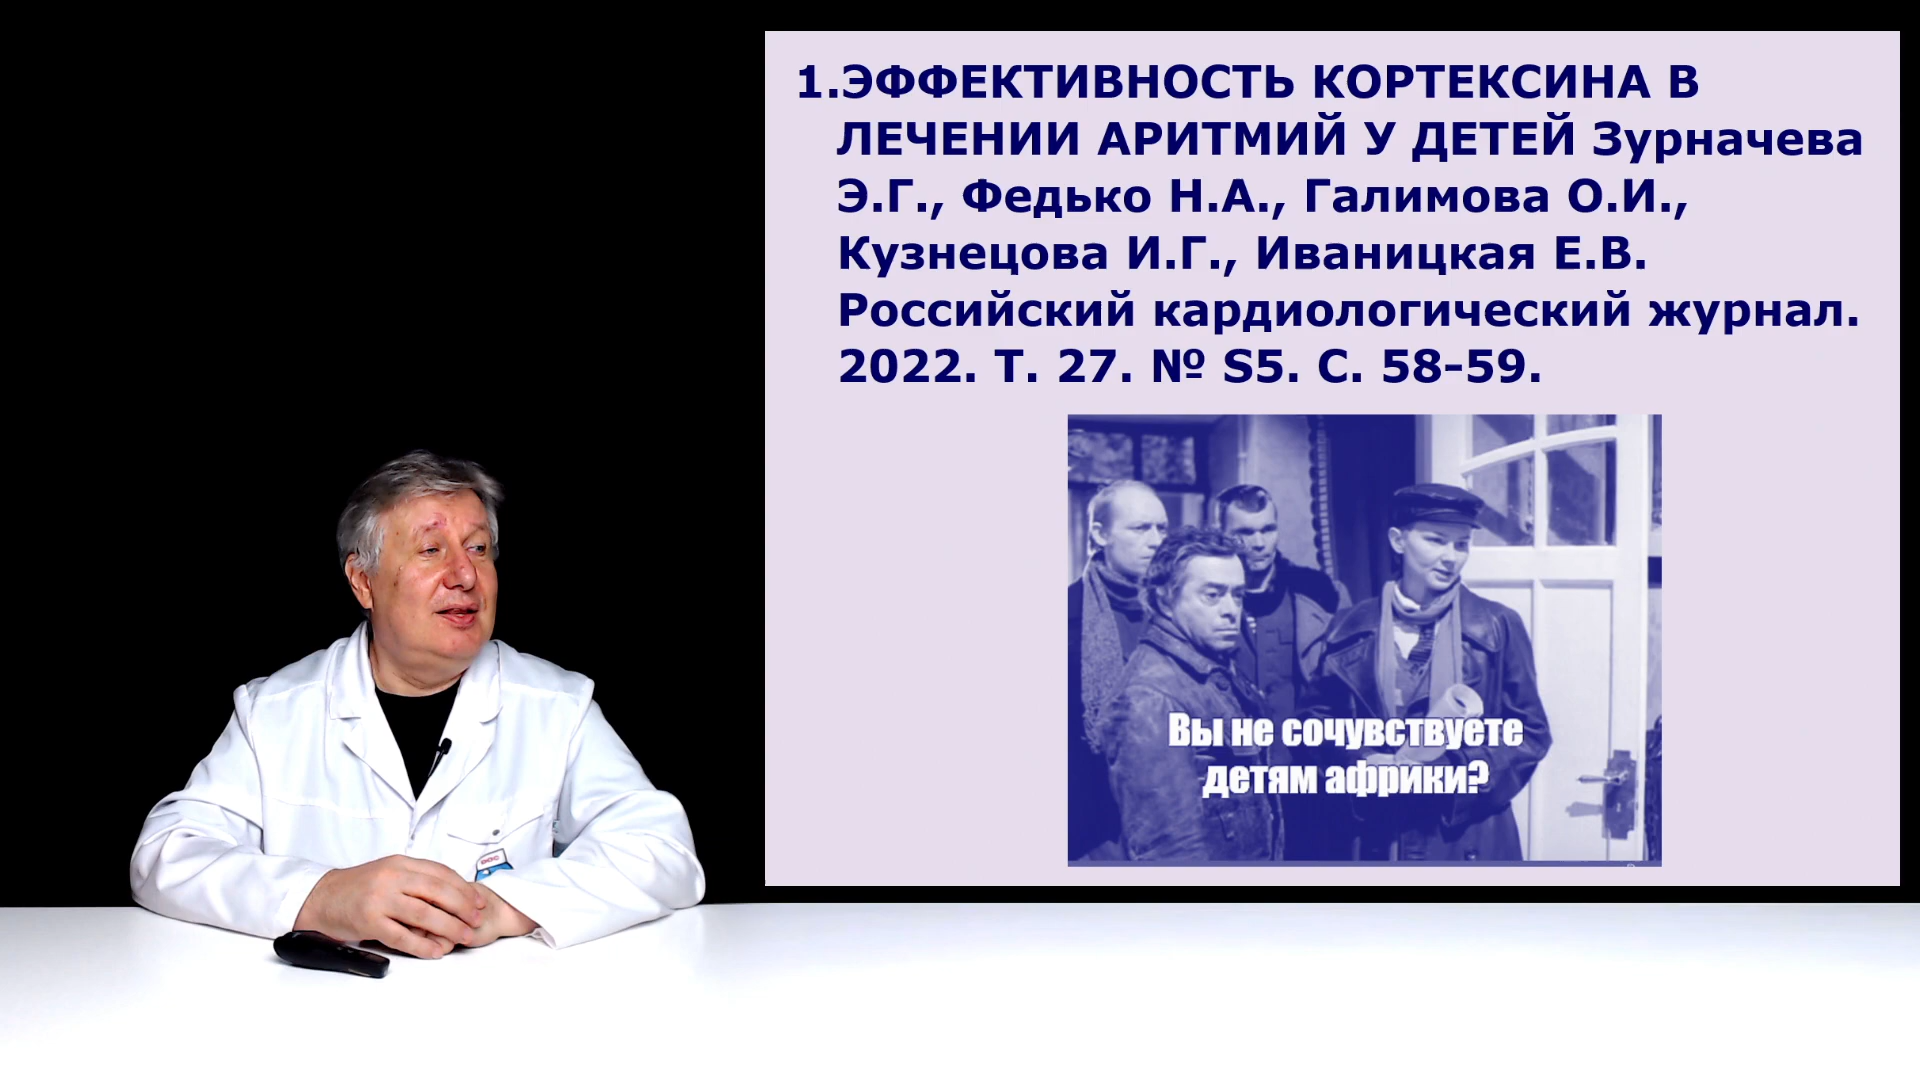 1.ЭФФЕКТИВНОСТЬ КОРТЕКСИНА В
ЛЕЧЕНИИ АРИТМИЙ У ДЕТЕЙ Зурначева
Э.Г., Федько Н.А., Галимова О.И.,
Кузнецова И.Г., Иваницкая Е.В.
Российский кардиологический журнал.
2022. Т. 27. № S5. С. 58-59.
Вы не сочувствуете
детям африки?